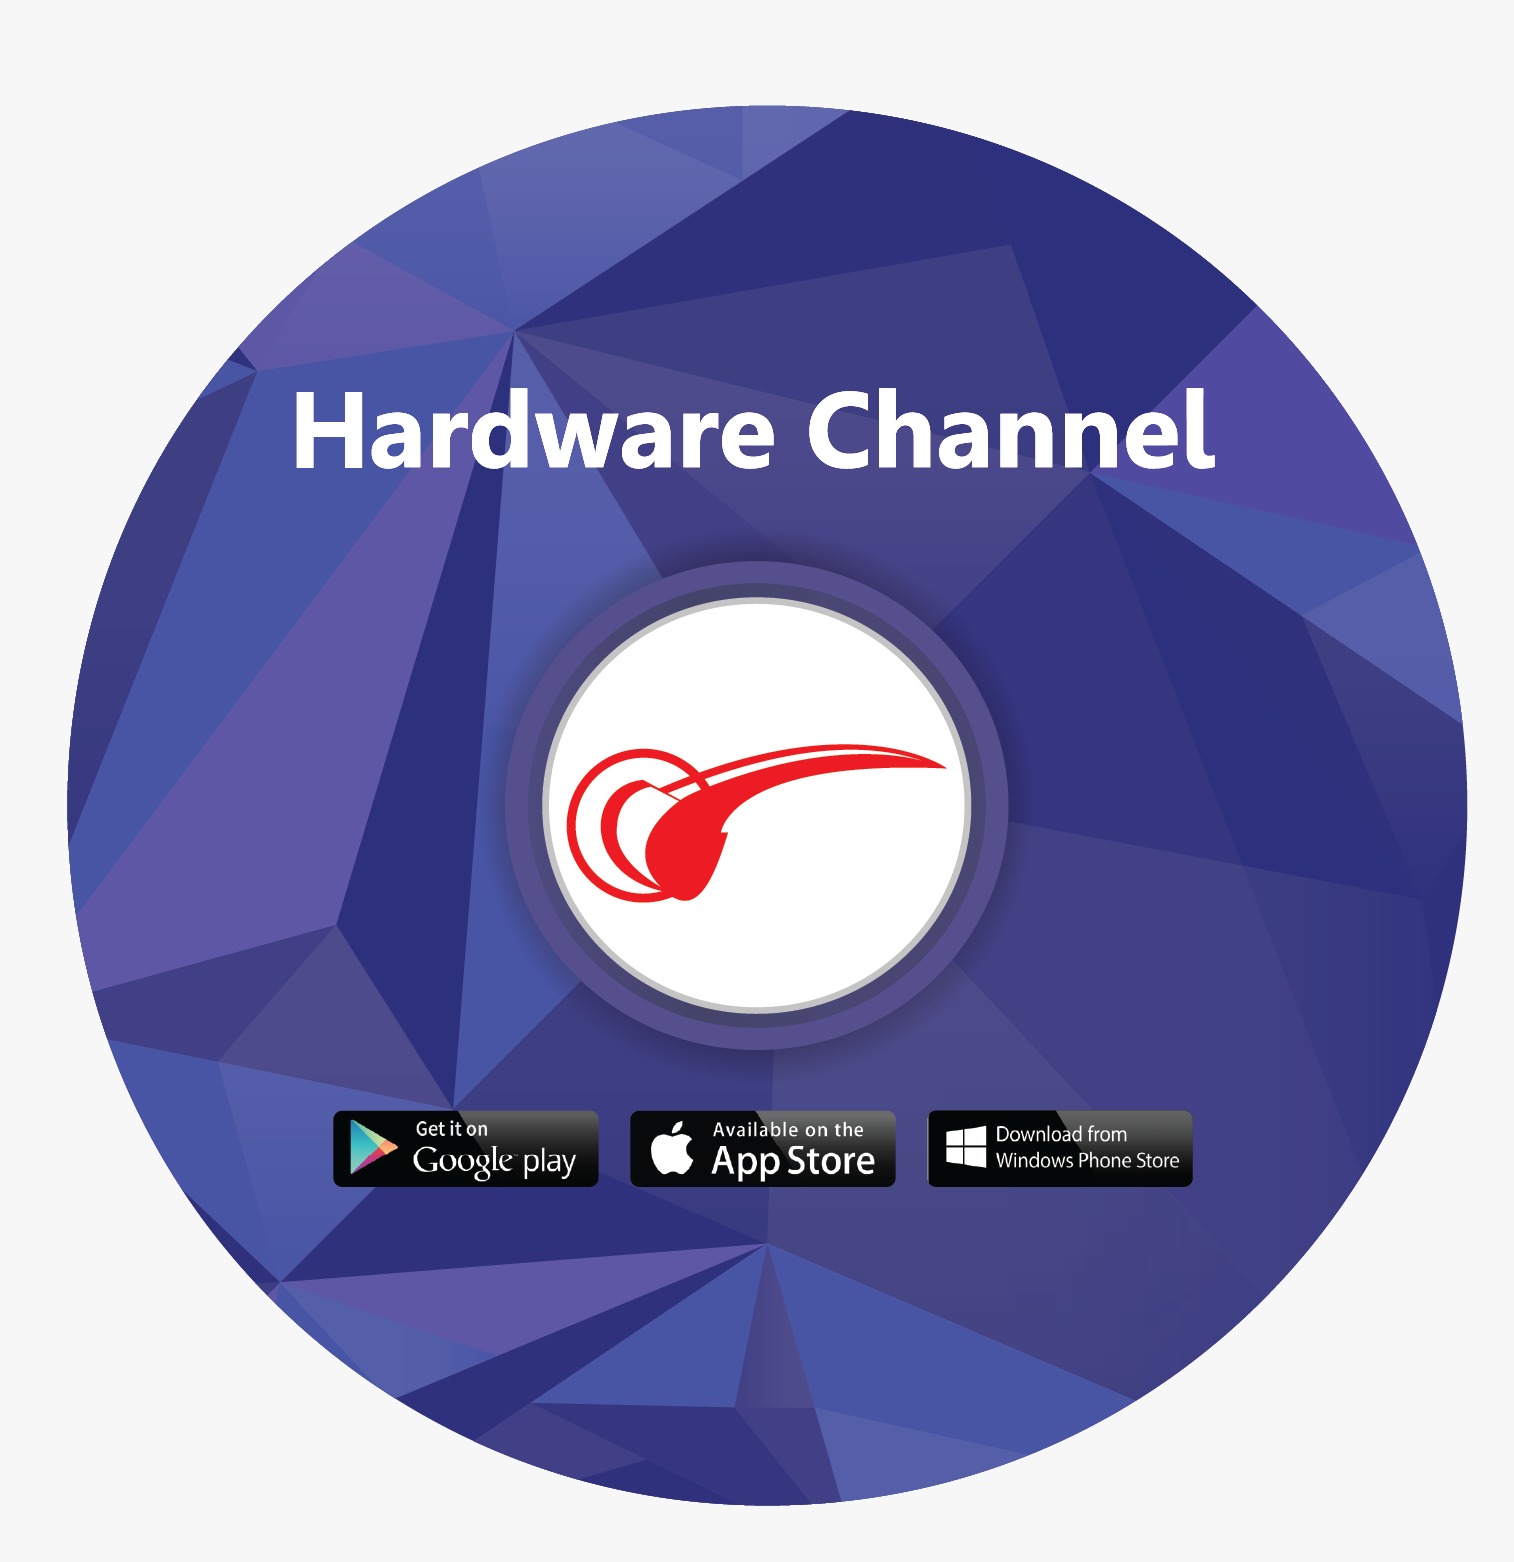 Hardware Channel
Get it on
Google play
Available on the
App Store
Download from
Windows Phone Store